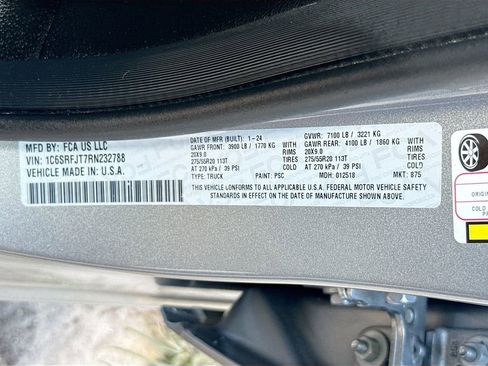 MFD BY: FCA US LLC
VIN: 1C6SRFJT7RN232788
VEHICLE MADE IN U.S.A.
DATE OF MFR (BUILT): 1-24
GAWR FRONT: 3900 LB / 1770 KG
20X9.0 RIMS
275/55R20 113T TIRES
AT 270 kPa / 39 PSI
TYPE: TRUCK PAINT: PSC MDH: 012518 MKT: 875
GVWR: 7100 LB / 3221 KG
GAWR REAR: 4100 LB / 1860 KG
20X9.0 RIMS
275/55R20 113T TIRES
AT 270 kPa / 39 PSI
THIS VEHICLE CONFORMS TO ALL APPLICABLE U.S.A. FEDERAL MOTOR VEHICLE SAFETY
STANDARDS IN EFFECT ON THE DATE OF MANUFACTURE SHOWN ABOVE.
COLD